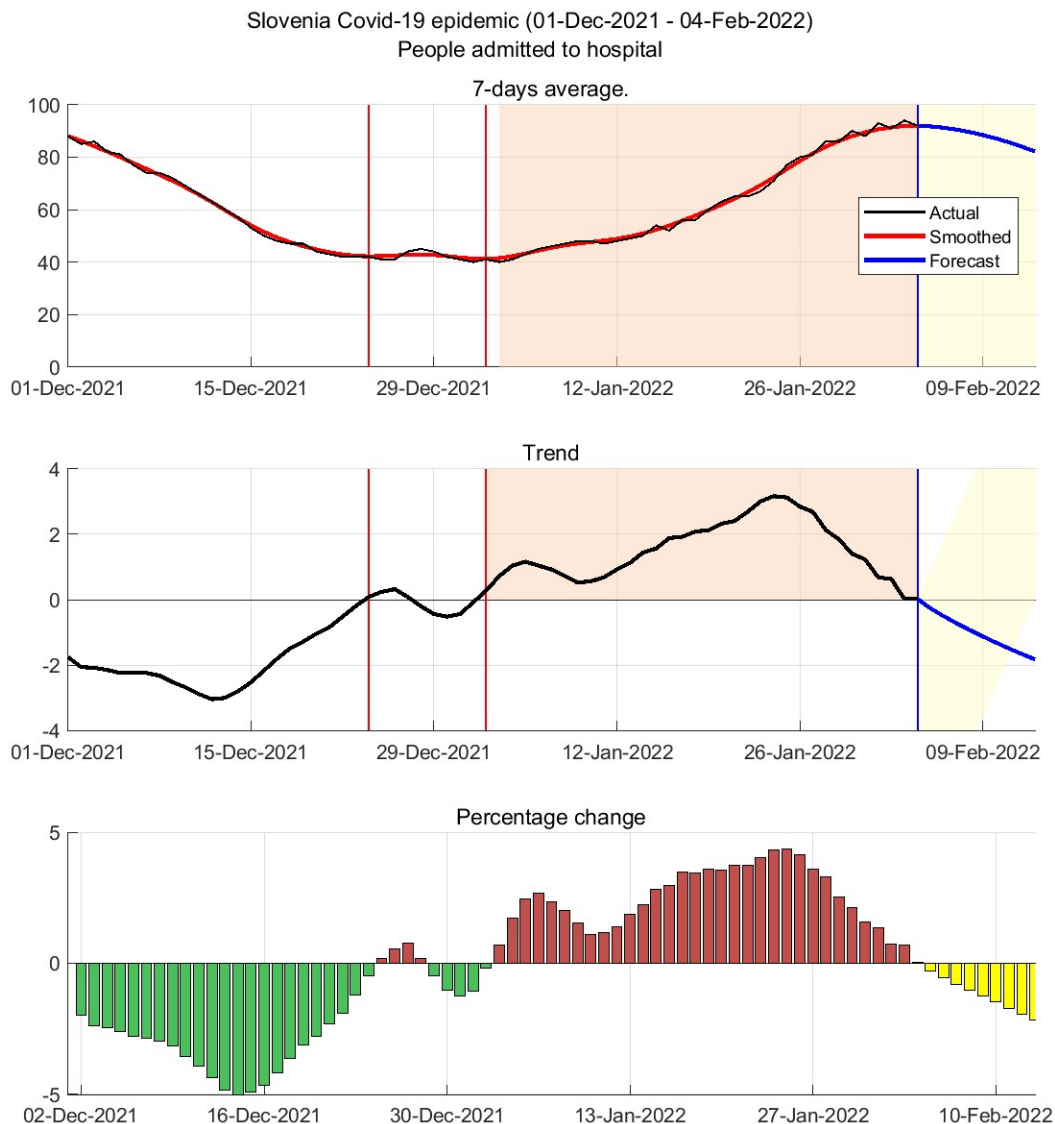 Slovenia Covid-19 epidemic (01-Dec-2021 - 04-Feb-2022)
People admitted to hospital
7-days average.
100
80
60
40
20
0
Actual
Smoothed
Forecast
01-Dec-2021 15-Dec-2021 29-Dec-2021 12-Jan-2022 26-Jan-2022 09-Feb-2022
Trend
4
2
0
-2
-4
01-Dec-2021 15-Dec-2021 29-Dec-2021 12-Jan-2022 26-Jan-2022 09-Feb-2022
Percentage change
5
0
-5
02-Dec-2021 16-Dec-2021 30-Dec-2021 13-Jan-2022 27-Jan-2022 10-Feb-2022